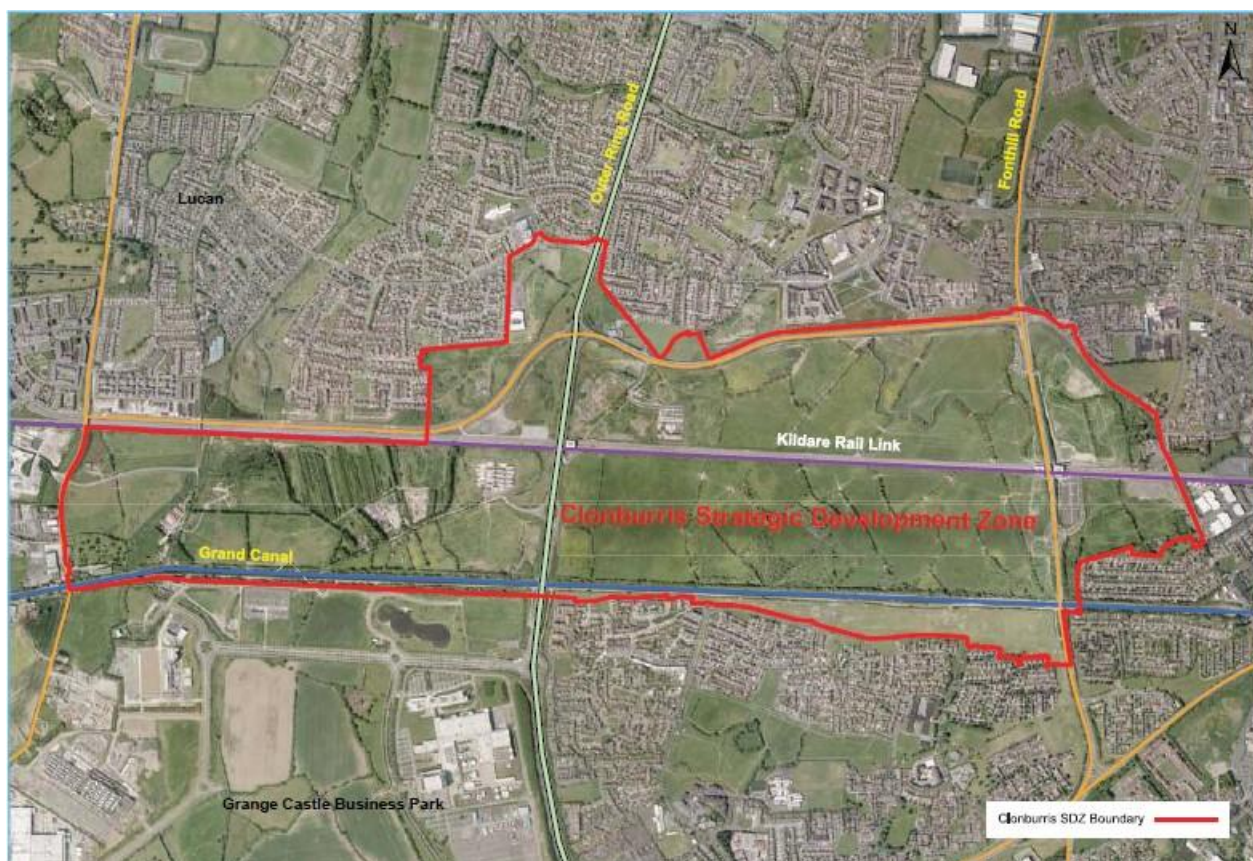 N
Outer Ring Road
Fonthill Road
Lucan
Kildare Rail Link
Clonburris Strategic Development Zone
Grand Canal
Grange Castle Business Park
Clonburris SDZ Boundary